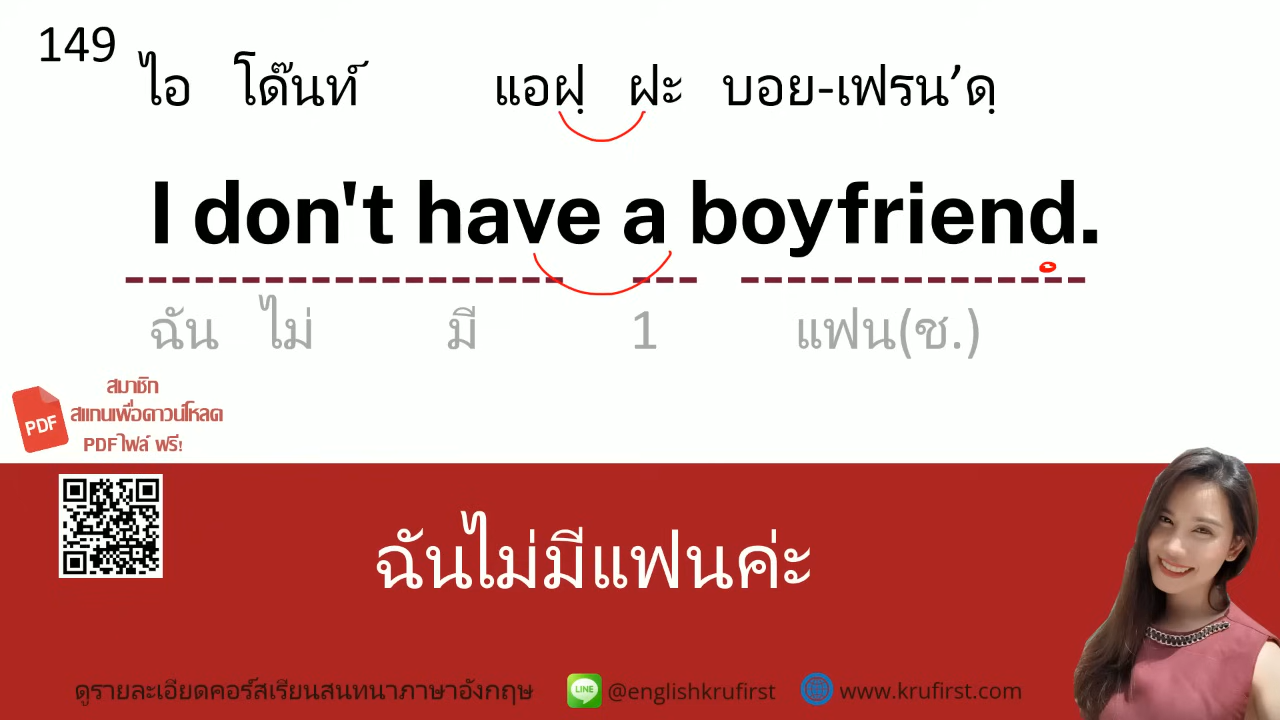 149
ไอ โด๊นท์ แอฝฺ ฝะ บอย-เฟรน’ดฺ
I don't have a boyfriend.
ฉัน ไม่ มี 1 แฟน(ช.)
สมาชิก
สแกนเพื่อดาวน์โหลด
PDF ไฟล์ ฟรี!
PDF
ฉันไม่มีแฟนค่ะ
ดูรายละเอียดคอร์สเรียนสนทนาภาษาอังกฤษ LINE @englishkrufirst www.krufirst.com